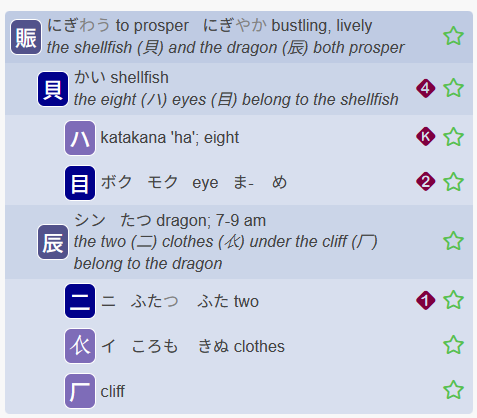 賑 にぎわう to prosper にぎやか bustling, lively
the shellfish (貝) and the dragon (辰) both prosper
貝 かい shellfish 4
the eight (ハ) eyes (目) belong to the shellfish
ハ katakana 'ha'; eight K
目 ボク モク eye ま- め 2
辰 シン たつ dragon; 7-9 am
the two (二) clothes (𧘇) under the cliff (厂)
belong to the dragon
二 ニ ふたつ ふた two 1
𧘇 イ ころも きぬ clothes
厂 cliff